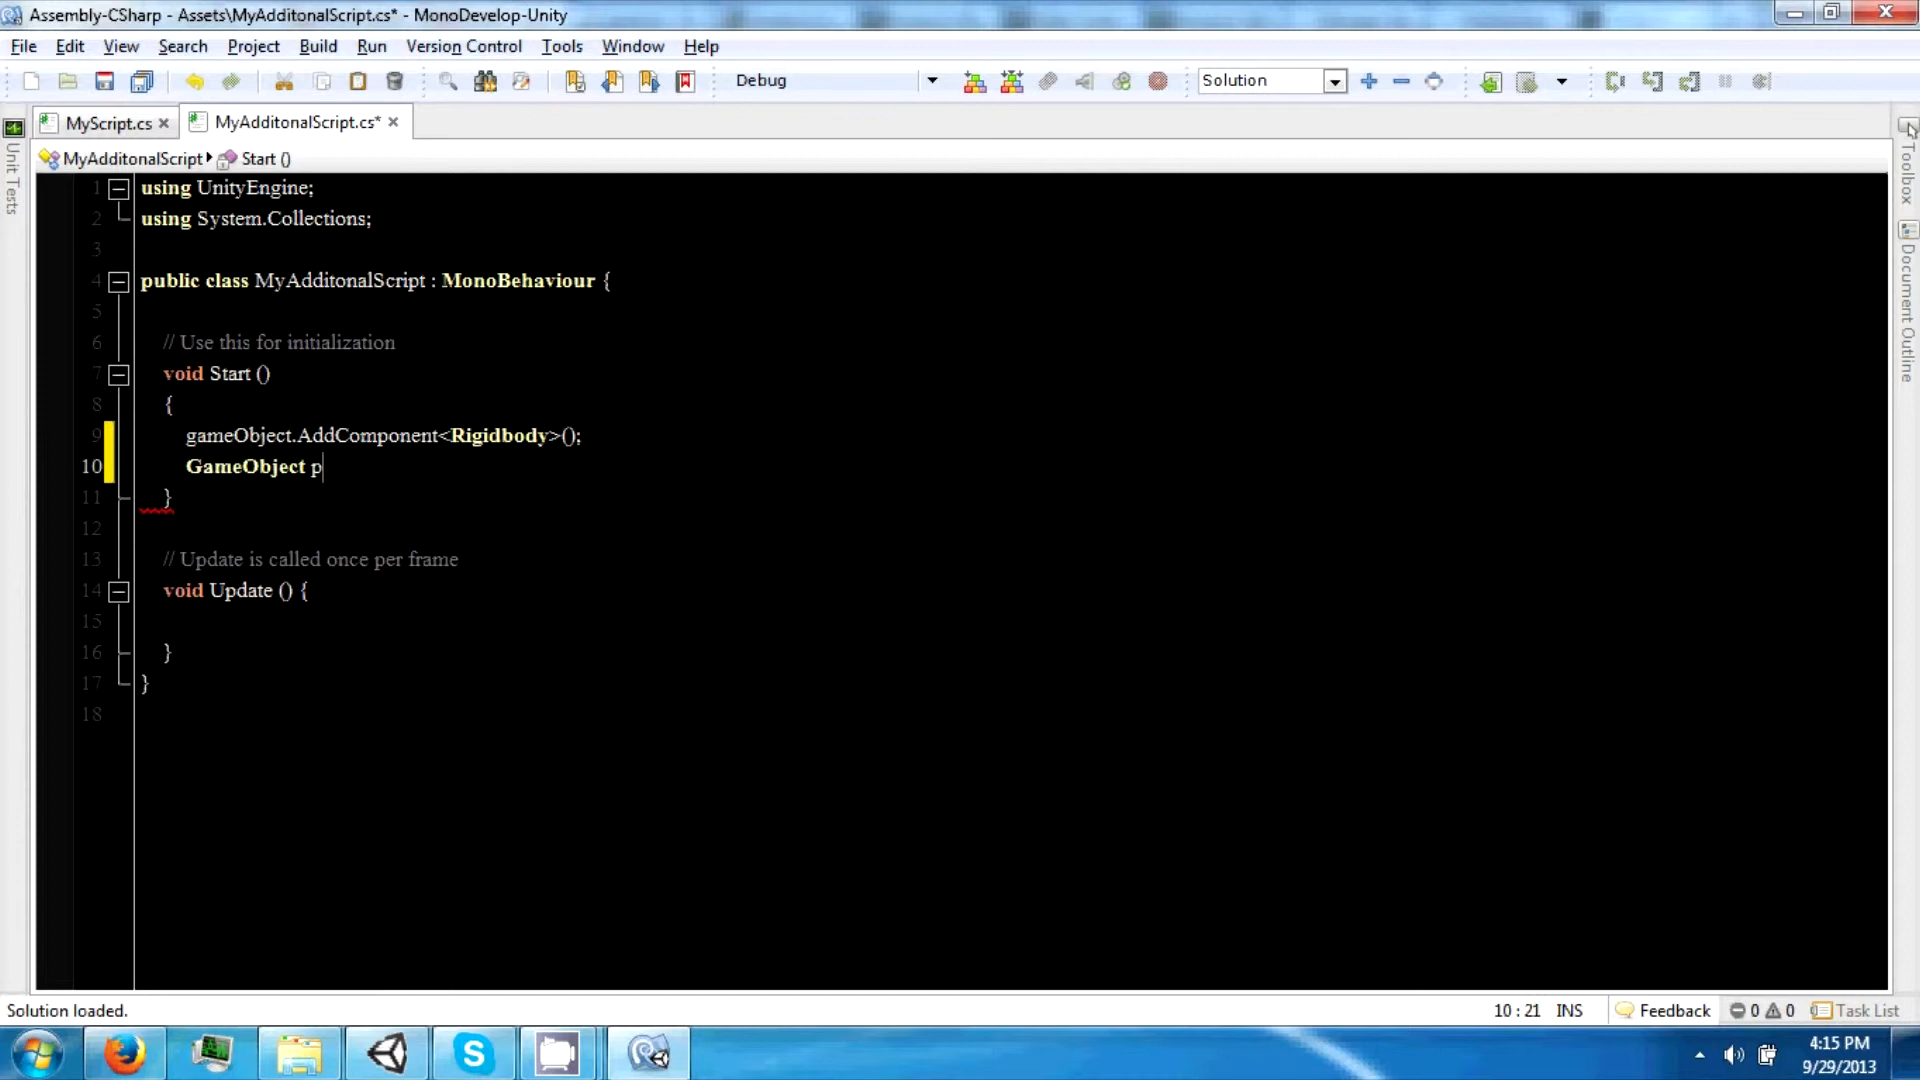 Assembly-CSharp - Assets\MyAdditonalScript.cs* - MonoDevelop-Unity
File Edit View Search Project Build Run Version Control Tools Window Help
Debug Solution
MyScript.cs MyAdditonalScript.cs*
MyAdditonalScript Start ()
Unit Tests
Toolbox
Document Outline
1 using UnityEngine;
2 using System.Collections;
3
4 public class MyAdditonalScript : MonoBehaviour {
5
6 // Use this for initialization
7 void Start ()
8 {
9 gameObject.AddComponent<Rigidbody>();
10 GameObject p
11 }
12
13 // Update is called once per frame
14 void Update () {
15
16 }
17 }
18
Solution loaded. 10 : 21 INS Feedback 0 0 Task List
4:15 PM
9/29/2013